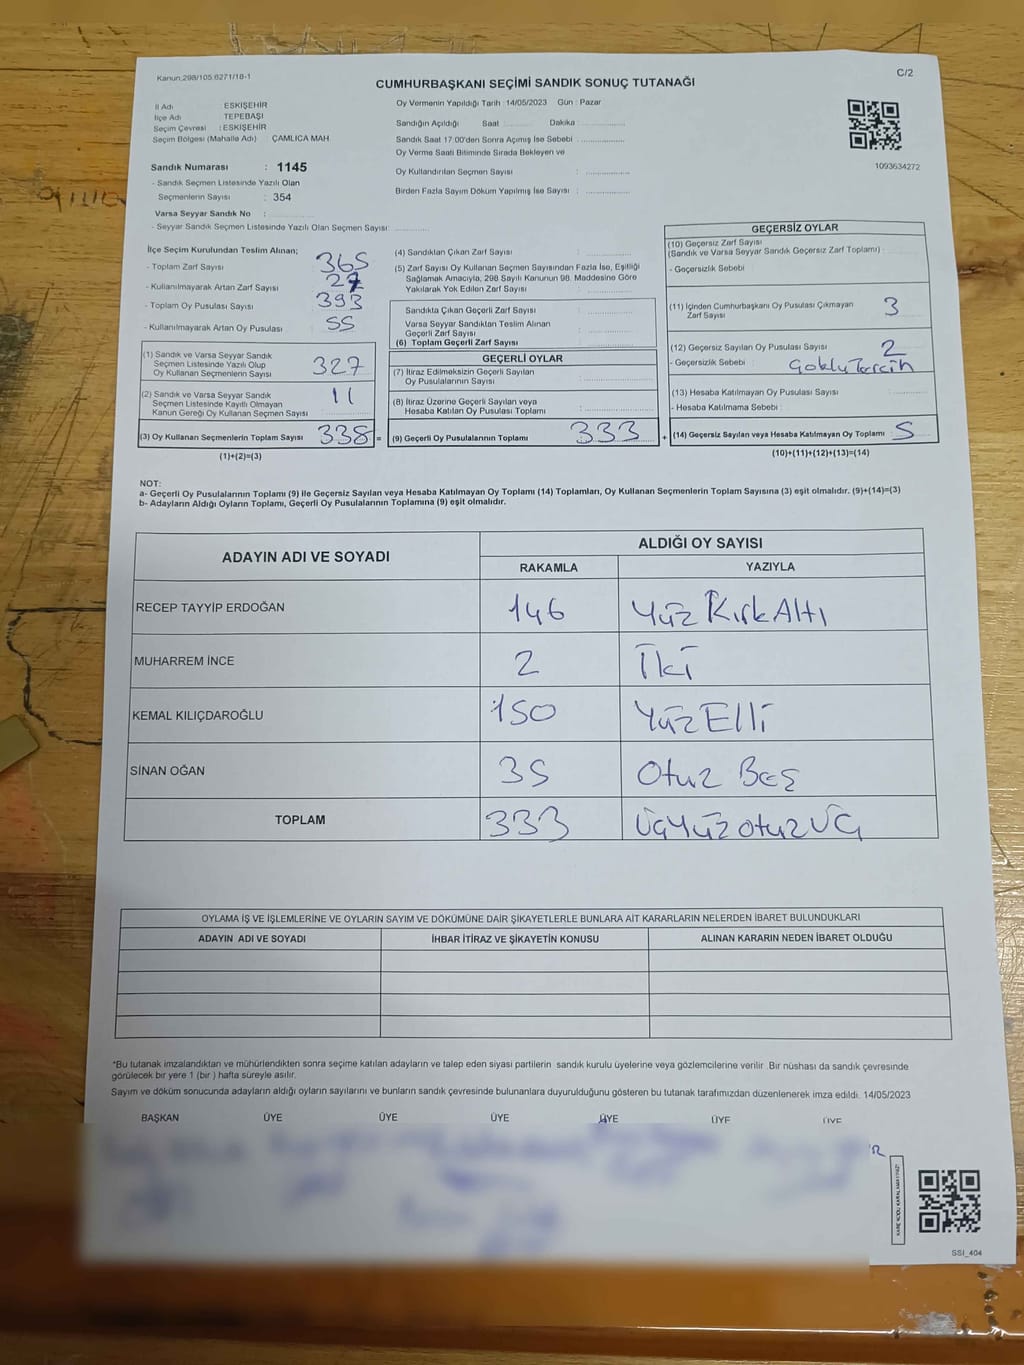 Kanun:298/105.6271/18-1
C/2
CUMHURBAŞKANI SEÇİMİ SANDIK SONUÇ TUTANAĞI
İl Adı ESKİŞEHİR
İlçe Adı TEPEBAŞI
Seçim Çevresi : ESKİŞEHİR
Seçim Bölgesi (Mahalle Adı) ÇAMLICA MAH.
Sandık Numarası : 1145
- Sandık Seçmen Listesinde Yazılı Olan
Seçmenlerin Sayısı : 354
Varsa Seyyar Sandık No :
- Seyyar Sandık Seçmen Listesinde Yazılı Olan Seçmen Sayısı:
Oy Vermenin Yapıldığı Tarih : 14/05/2023 Gün : Pazar
Sandığın Açıldığı Saat Dakika
Sandık Saat 17:00'den Sonra Açılmış İse Sebebi
Oy Verme Saati Bitiminde Sırada Bekleyen ve
Oy Kullandırılan Seçmen Sayısı :
Birden Fazla Sayım Döküm Yapılmış İse Sayısı :
1093634272
İlçe Seçim Kurulundan Teslim Alınan;
- Toplam Zarf Sayısı 365
- Kullanılmayarak Artan Zarf Sayısı 27
- Toplam Oy Pusulası Sayısı 393
- Kullanılmayarak Artan Oy Pusulası 55
(1) Sandık ve Varsa Seyyar Sandık
Seçmen Listesinde Yazılı Olup
Oy Kullanan Seçmenlerin Sayısı 327
(2) Sandık ve Varsa Seyyar Sandık
Seçmen Listesinde Kayıtlı Olmayan
Kanun Gereği Oy Kullanan Seçmen Sayısı 11
(3) Oy Kullanan Seçmenlerin Toplam Sayısı 338 =
(1)+(2)=(3)
(4) Sandıktan Çıkan Zarf Sayısı :
(5) Zarf Sayısı Oy Kullanan Seçmen Sayısından Fazla İse, Eşitliği
Sağlamak Amacıyla, 298 Sayılı Kanunun 98. Maddesine Göre
Yakılarak Yok Edilen Zarf Sayısı :
Sandıkta Çıkan Geçerli Zarf Sayısı :
Varsa Seyyar Sandıktan Teslim Alınan
Geçerli Zarf Sayısı :
(6) Toplam Geçerli Zarf Sayısı :
GEÇERLİ OYLAR
(7) İtiraz Edilmeksizin Geçerli Sayılan
Oy Pusulalarının Sayısı :
(8) İtiraz Üzerine Geçerli Sayılan veya
Hesaba Katılan Oy Pusulası Toplamı :
(9) Geçerli Oy Pusulalarının Toplamı 333 +
GEÇERSİZ OYLAR
(10) Geçersiz Zarf Sayısı
(Sandık ve Varsa Seyyar Sandık Geçersiz Zarf Toplamı) :
- Geçersizlik Sebebi
(11) İçinden Cumhurbaşkanı Oy Pusulası Çıkmayan
Zarf Sayısı 3
(12) Geçersiz Sayılan Oy Pusulası Sayısı 2
- Geçersizlik Sebebi : Çoklu Tercih
(13) Hesaba Katılmayan Oy Pusulası Sayısı
- Hesaba Katılmama Sebebi :
(14) Geçersiz Sayılan veya Hesaba Katılmayan Oy Toplamı : 5
(10)+(11)+(12)+(13)=(14)
NOT:
a- Geçerli Oy Pusulalarının Toplamı (9) ile Geçersiz Sayılan veya Hesaba Katılmayan Oy Toplamı (14) Toplamları, Oy Kullanan Seçmenlerin Toplam Sayısına (3) eşit olmalıdır. (9)+(14)=(3)
b- Adayların Aldığı Oyların Toplamı, Geçerli Oy Pusulalarının Toplamına (9) eşit olmalıdır.
ADAYIN ADI VE SOYADI ALDIĞI OY SAYISI
RAKAMLA YAZIYLA
RECEP TAYYİP ERDOĞAN 146 Yüz Kırk Altı
MUHARREM İNCE 2 İki
KEMAL KILIÇDAROĞLU 150 Yüz Elli
SİNAN OĞAN 35 Otuz Beş
TOPLAM 333 Üçyüz otuz Üç
OYLAMA İŞ VE İŞLEMLERİNE VE OYLARIN SAYIM VE DÖKÜMÜNE DAİR ŞİKAYETLERLE BUNLARA AİT KARARLARIN NELERDEN İBARET BULUNDUKLARI
ADAYIN ADI VE SOYADI İHBAR İTİRAZ VE ŞİKAYETİN KONUSU ALINAN KARARIN NEDEN İBARET OLDUĞU
*Bu tutanak imzalandıktan ve mühürlendikten sonra seçime katılan adayların ve talep eden siyasi partilerin sandık kurulu üyelerine veya gözlemcilerine verilir .Bir nüshası da sandık çevresinde
görülecek bir yere 1 (bir ) hafta süreyle asılır.
Sayım ve döküm sonucunda adayların aldığı oyların sayılarını ve bunların sandık çevresinde bulunanlara duyurulduğunu gösteren bu tutanak tarafımızdan düzenlenerek imza edildi. 14/05/2023
BAŞKAN ÜYE ÜYE ÜYE ÜYE ÜYE ÜYE
KARE KODU KARALAMAYINIZ!
SSI_404